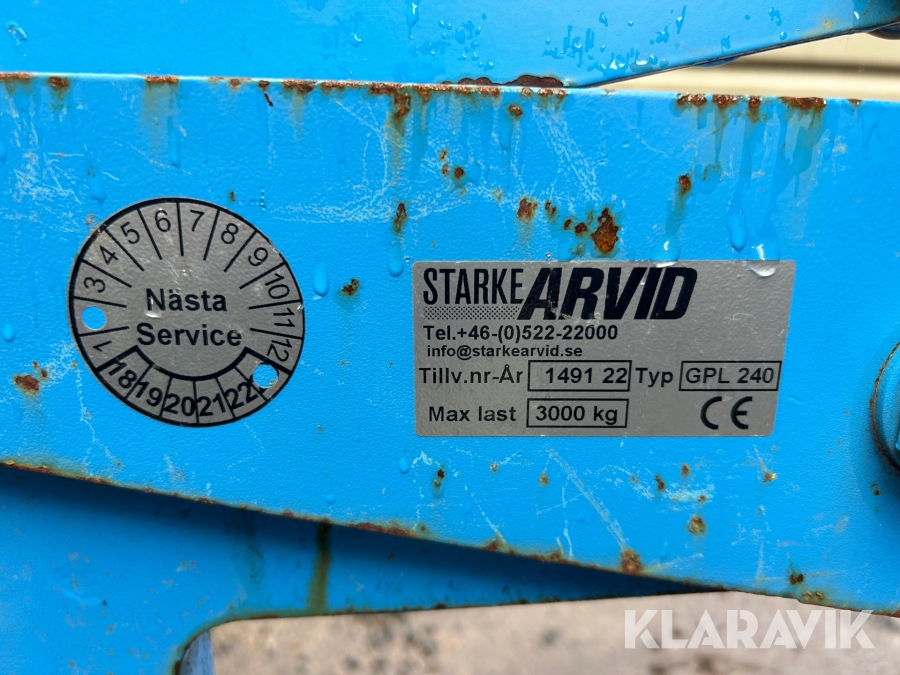 1 3 4 5 6 7 8 9 10 11 12
Nästa
Service
18 19 20 21 22
STARKE ARVID
Tel.+46-(0)522-22000
info@starkearvid.se
Tillv.nr-År 1491 22 Typ GPL 240
Max last 3000 kg CE
KLARAVIK